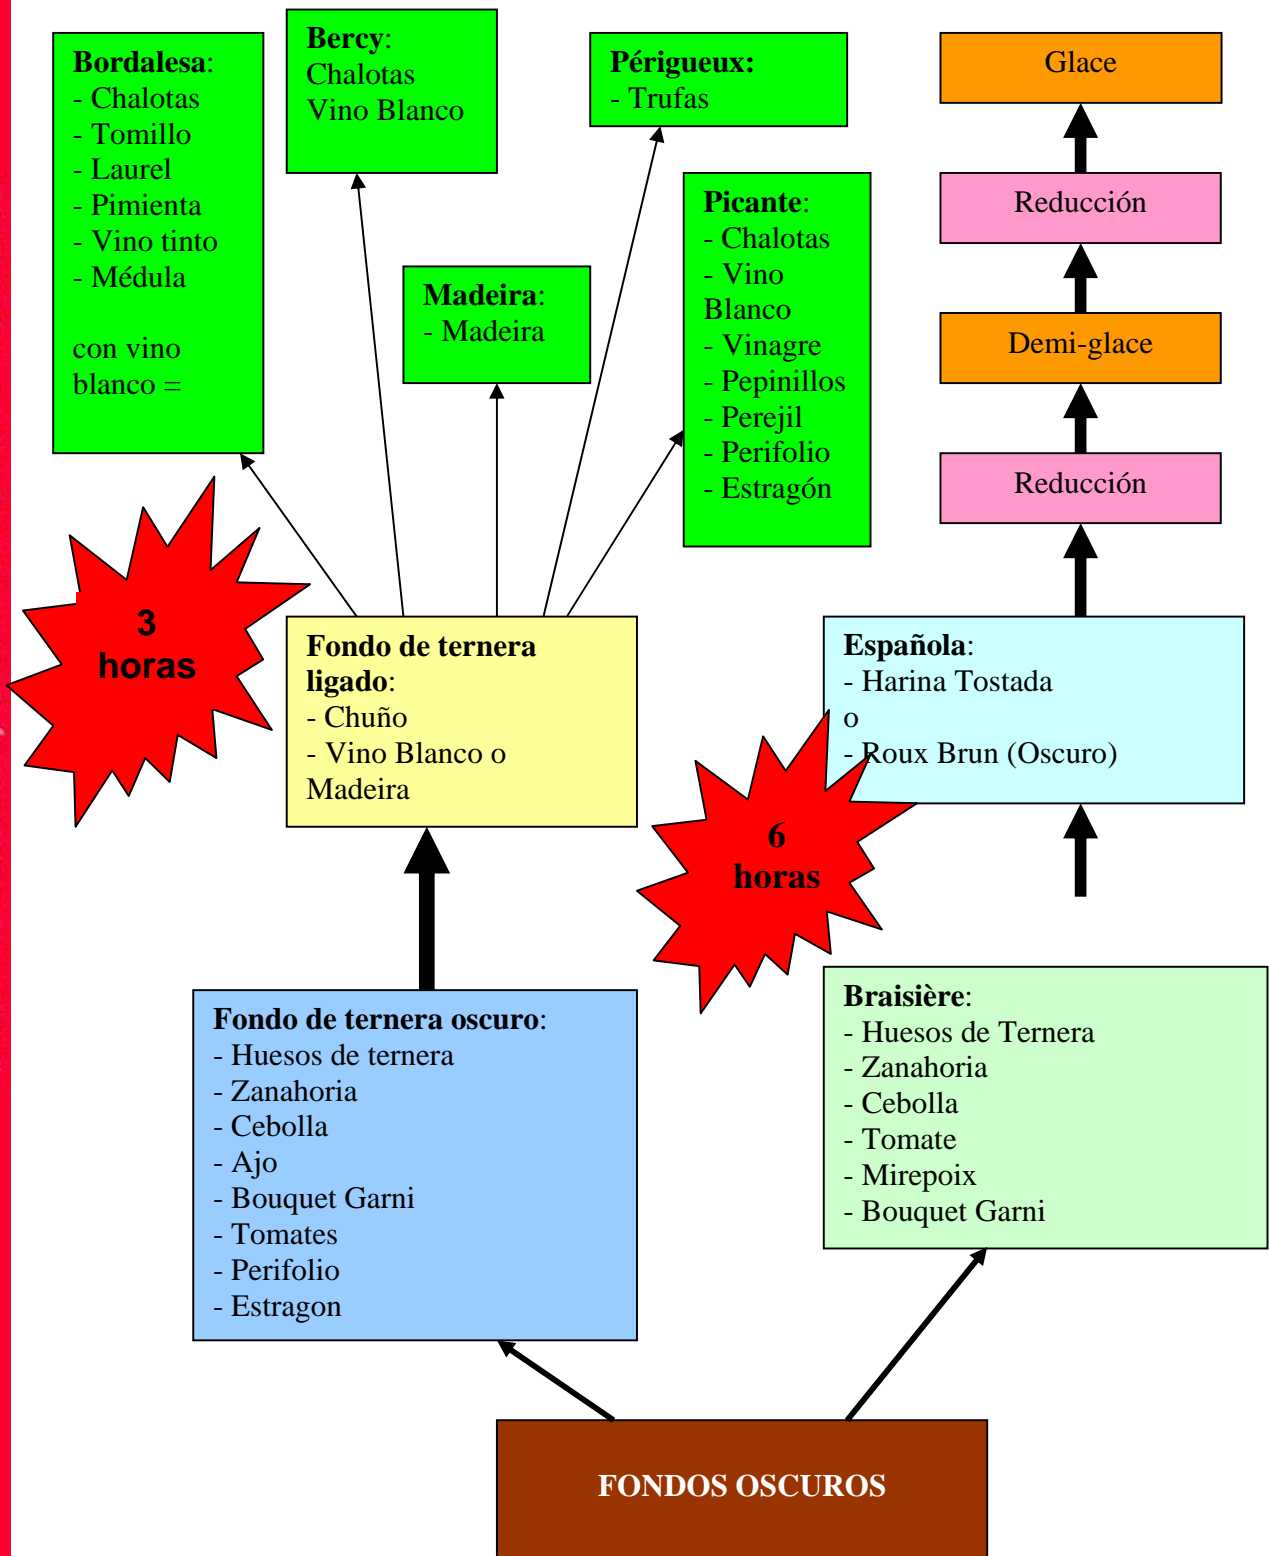 Bordalesa:
- Chalotas
- Tomillo
- Laurel
- Pimienta
- Vino tinto
- Médula
con vino
blanco =
Bercy:
Chalotas
Vino Blanco
Périgueux:
- Trufas
Glace
Madeira:
- Madeira
Picante:
- Chalotas
- Vino
Blanco
- Vinagre
- Pepinillos
- Perejil
- Perifolio
- Estragón
Reducción
Demi-glace
Reducción
3
horas
Fondo de ternera
ligado:
- Chuño
- Vino Blanco o
Madeira
Española:
- Harina Tostada
o
- Roux Brun (Oscuro)
6
horas
Fondo de ternera oscuro:
- Huesos de ternera
- Zanahoria
- Cebolla
- Ajo
- Bouquet Garni
- Tomates
- Perifolio
- Estragon
Braisière:
- Huesos de Ternera
- Zanahoria
- Cebolla
- Tomate
- Mirepoix
- Bouquet Garni
FONDOS OSCUROS